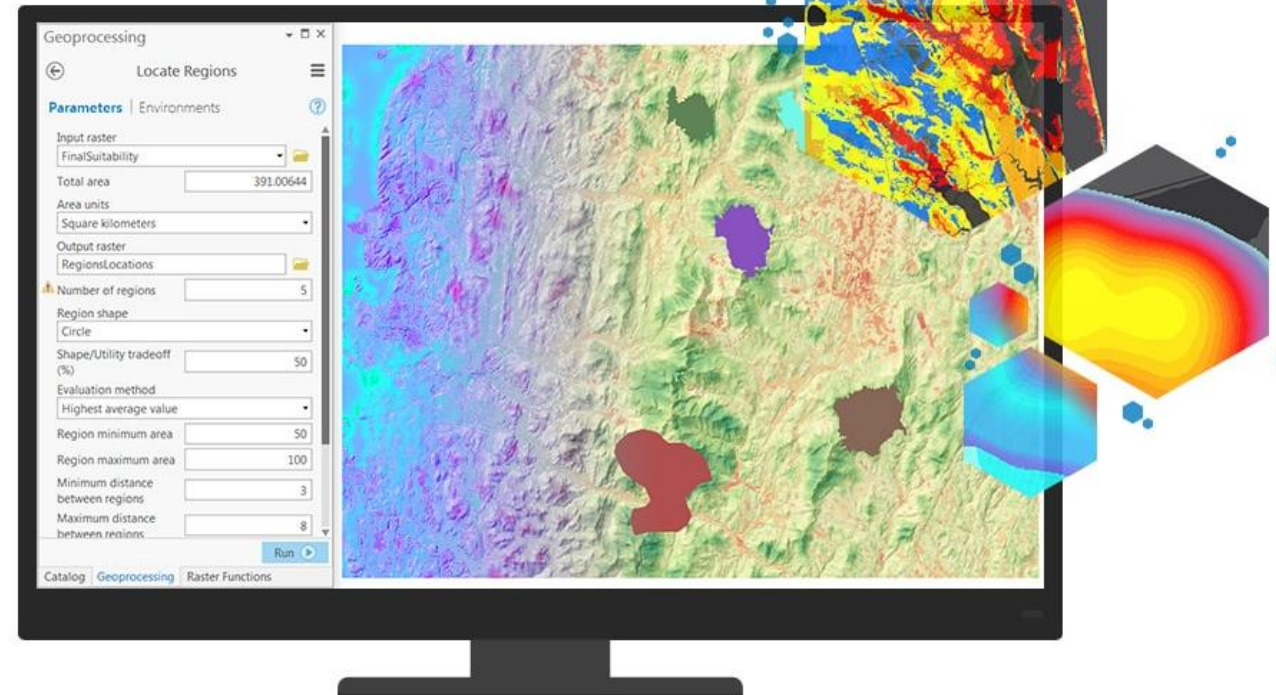 Geoprocessing
Locate Regions
Parameters | Environments
Input raster
FinalSuitability
Total area 391.00644
Area units
Square kilometers
Output raster
RegionsLocations
Number of regions 5
Region shape
Circle
Shape/Utility tradeoff
(%) 50
Evaluation method
Highest average value
Region minimum area 50
Region maximum area 100
Minimum distance
between regions 3
Maximum distance
between regions 8
Run
Catalog Geoprocessing Raster Functions